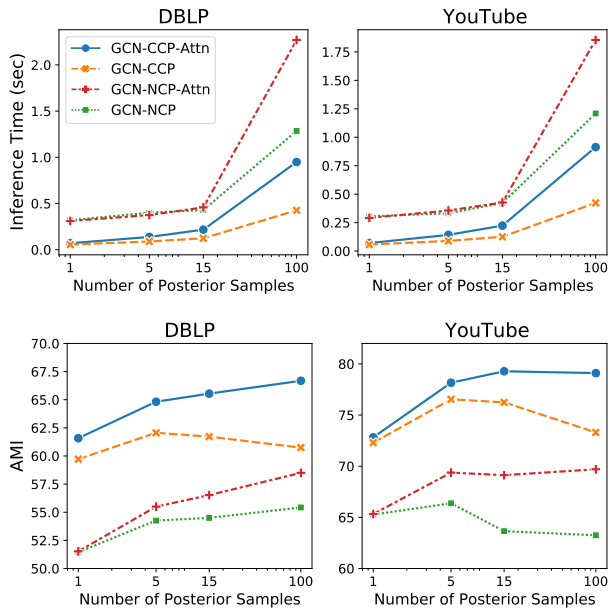 DBLP
YouTube
Inference Time (sec)
2.0
1.5
1.0
0.5
0.0
GCN-CCP-Attn
GCN-CCP
GCN-NCP-Attn
GCN-NCP
1 5 15 100
Number of Posterior Samples
1.75
1.50
1.25
1.00
0.75
0.50
0.25
0.00
1 5 15 100
Number of Posterior Samples
DBLP
YouTube
AMI
70.0
67.5
65.0
62.5
60.0
57.5
55.0
52.5
50.0
1 5 15 100
Number of Posterior Samples
80
75
70
65
60
1 5 15 100
Number of Posterior Samples